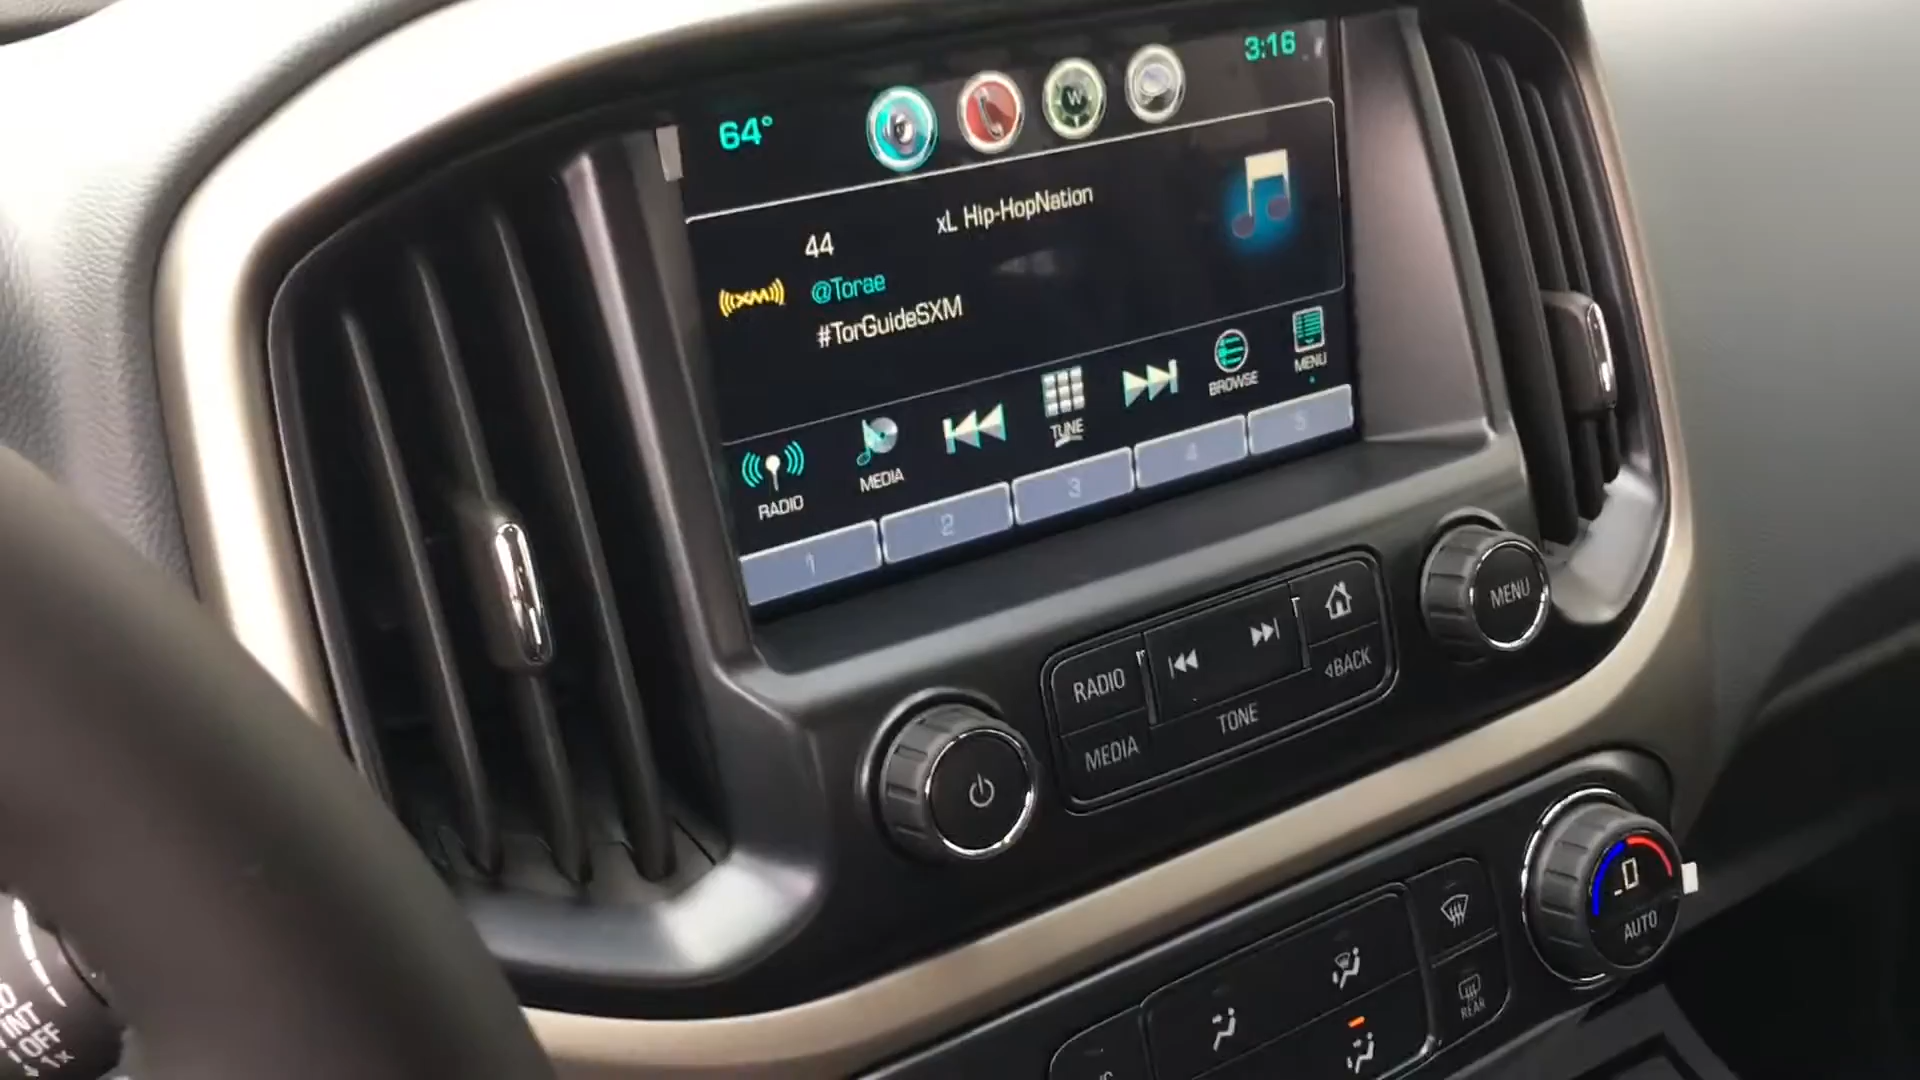 3:16
64°
W
xL Hip-HopNation
44
@Torae
((XM))
#TorGuideSXM
RADIO
MEDIA
TUNE
BROWSE
MENU
1
2
3
4
5
RADIO
MEDIA
TONE
BACK
MENU
AUTO
REAR
INT
OFF
1x